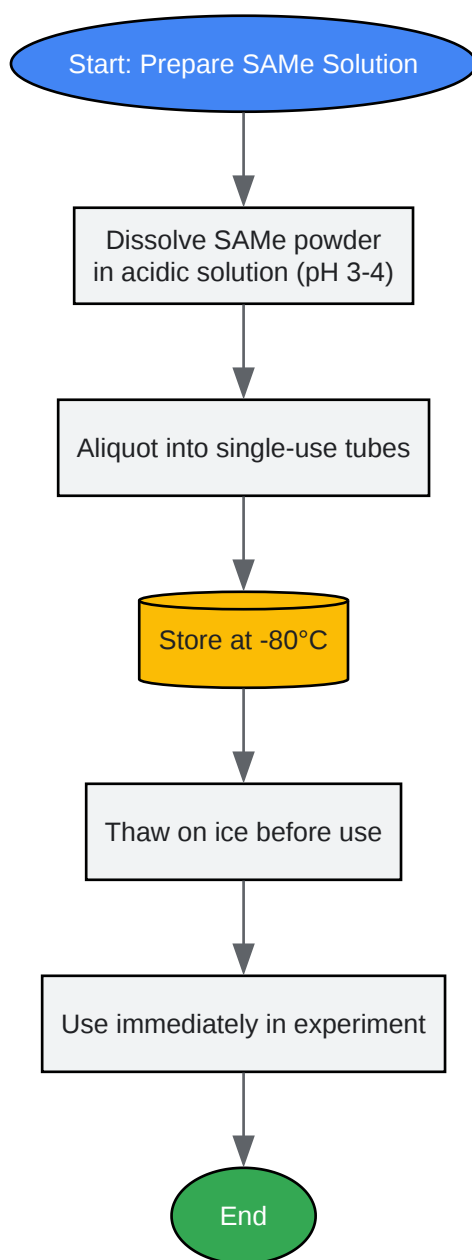 Start: Prepare SAMe Solution
Dissolve SAMe powder
in acidic solution (pH 3-4)
Aliquot into single-use tubes
Store at -80°C
Thaw on ice before use
Use immediately in experiment
End